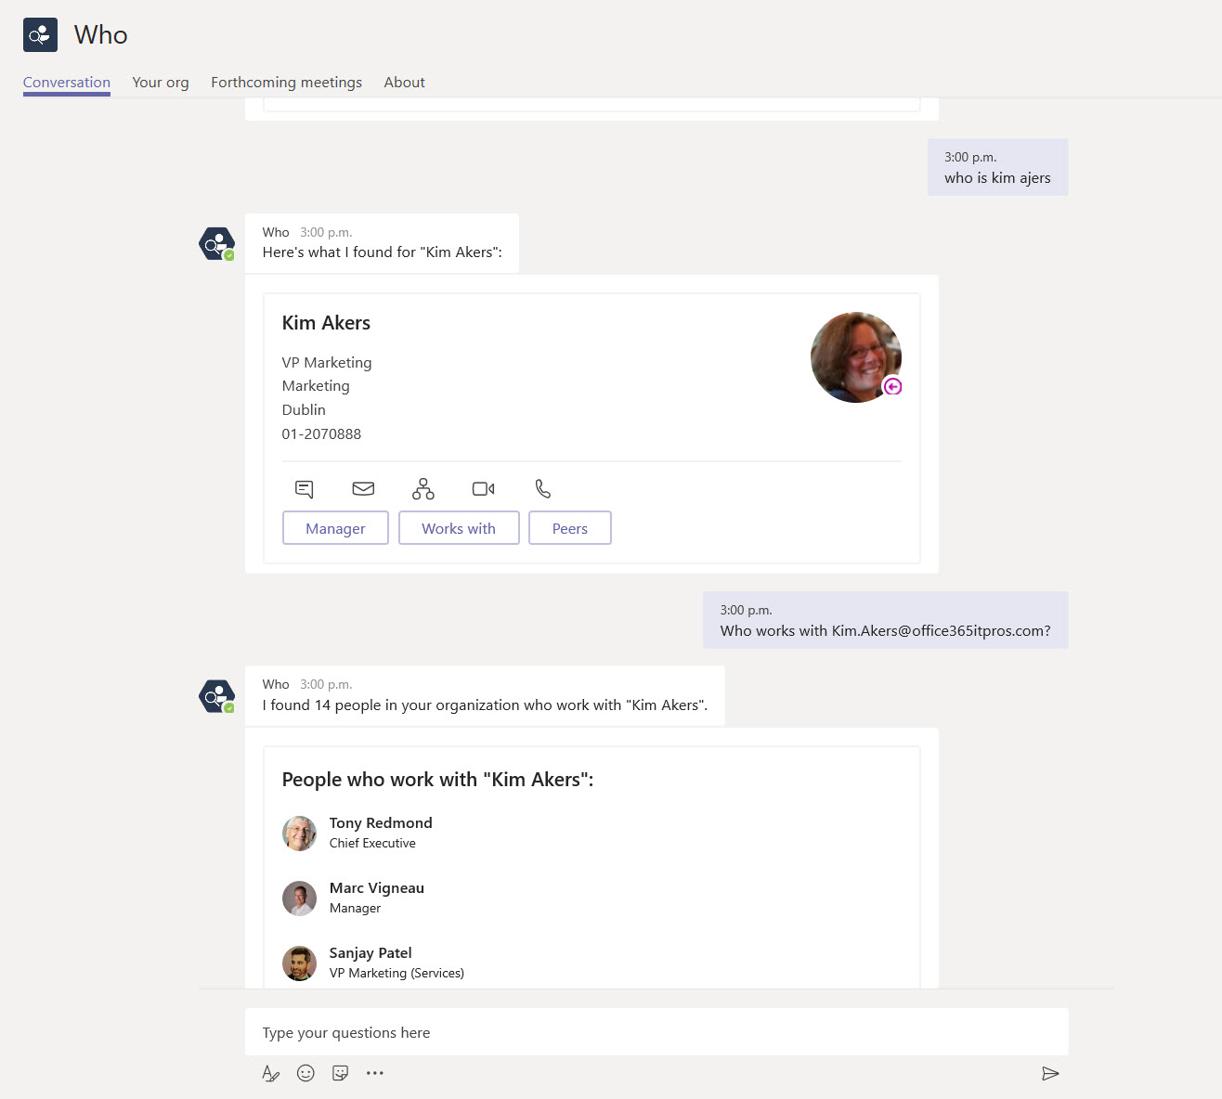 Who
Conversation
Your org
Forthcoming meetings
About
3:00 p.m.
who is kim ajers
Who 3:00 p.m.
Here's what I found for "Kim Akers":
Kim Akers
VP Marketing
Marketing
Dublin
01-2070888
Manager
Works with
Peers
3:00 p.m.
Who works with Kim.Akers@office365itpros.com?
Who 3:00 p.m.
I found 14 people in your organization who work with "Kim Akers".
People who work with "Kim Akers":
Tony Redmond
Chief Executive
Marc Vigneau
Manager
Sanjay Patel
VP Marketing (Services)
Type your questions here